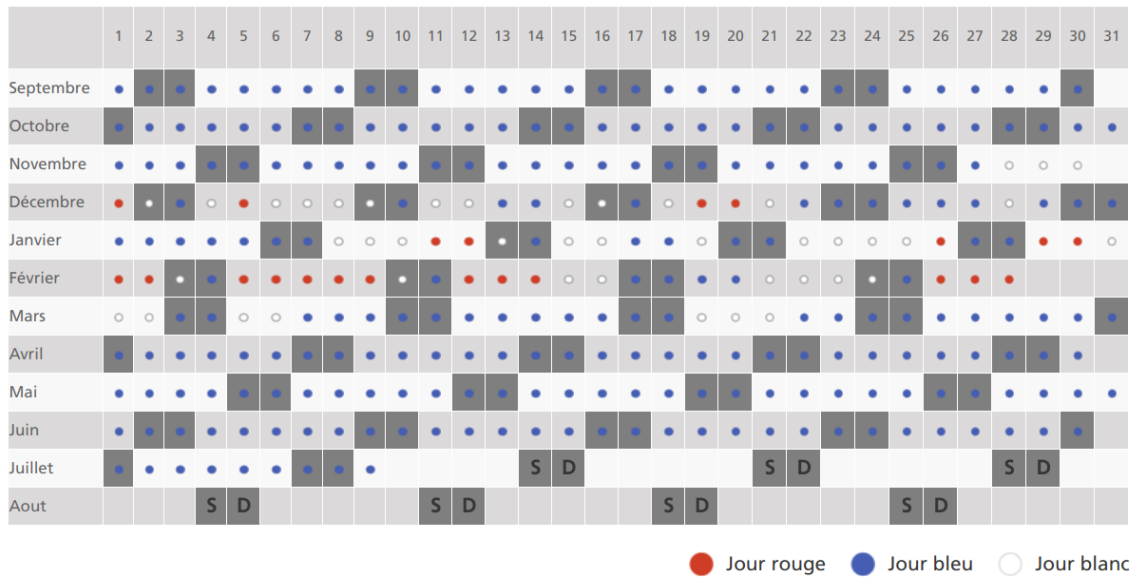 1 2 3 4 5 6 7 8 9 10 11 12 13 14 15 16 17 18 19 20 21 22 23 24 25 26 27 28 29 30 31
Septembre
Octobre
Novembre
Décembre
Janvier
Février
Mars
Avril
Mai
Juin
Juillet S D S D S D
Aout S D S D S D S D
Jour rouge Jour bleu Jour blanc